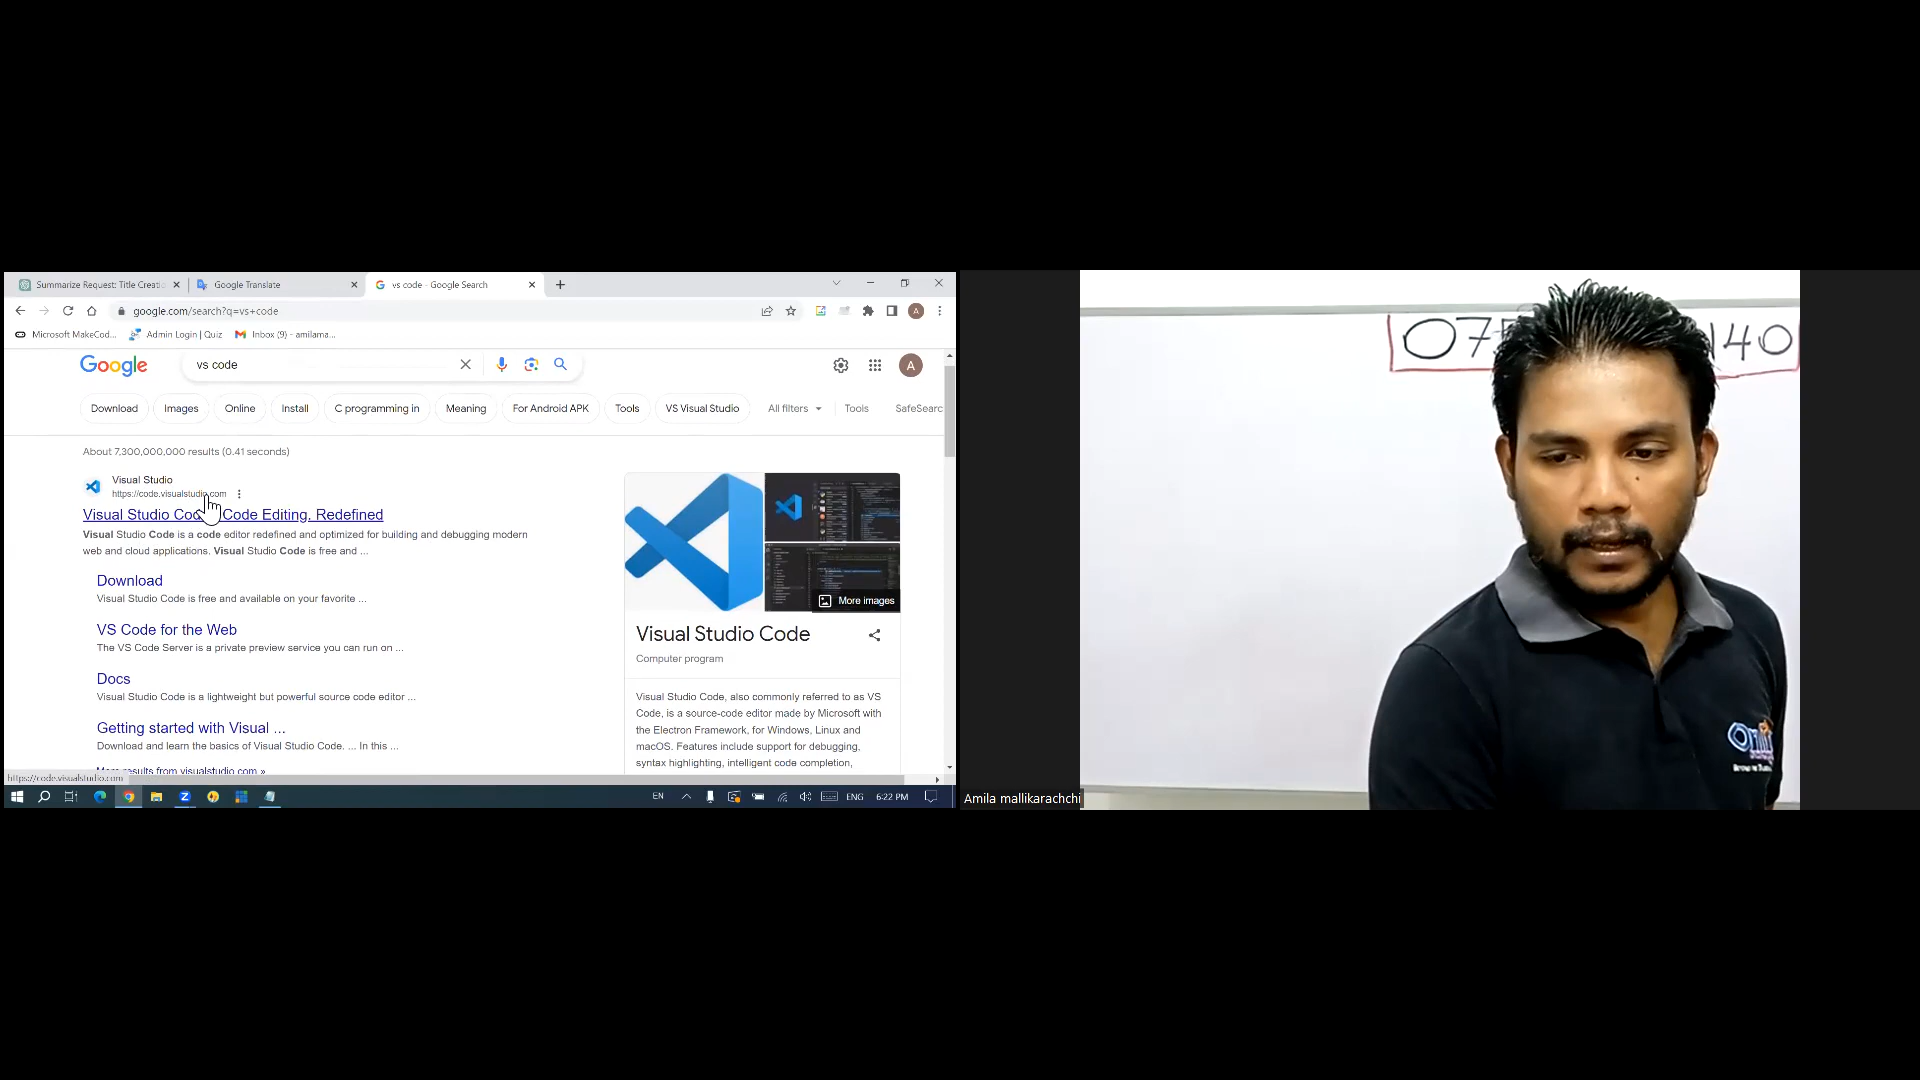 Summarize Request: Title Creatio
Google Translate
vs code - Google Search
google.com/search?q=vs+code
Microsoft MakeCod...
Admin Login | Quiz
Inbox (9) - amilama...
Google
vs code
A
Download
Images
Online
Install
C programming in
Meaning
For Android APK
Tools
VS Visual Studio
All filters
Tools
SafeSearc
About 7,300,000,000 results (0.41 seconds)
Visual Studio
https://code.visualstudio.com
Visual Studio Code Editing. Redefined
Visual Studio Code is a code editor redefined and optimized for building and debugging modern
web and cloud applications. Visual Studio Code is free and ...
Download
Visual Studio Code is free and available on your favorite ...
VS Code for the Web
The VS Code Server is a private preview service you can run on ...
Docs
Visual Studio Code is a lightweight but powerful source code editor ...
Getting started with Visual ...
Download and learn the basics of Visual Studio Code. ... In this ...
More results from visualstudio.com »
More images
Visual Studio Code
Computer program
Visual Studio Code, also commonly referred to as VS
Code, is a source-code editor made by Microsoft with
the Electron Framework, for Windows, Linux and
macOS. Features include support for debugging,
syntax highlighting, intelligent code completion,
https://code.visualstudio.com
EN
ENG
6:22 PM
07
140
Amila mallikarachchi